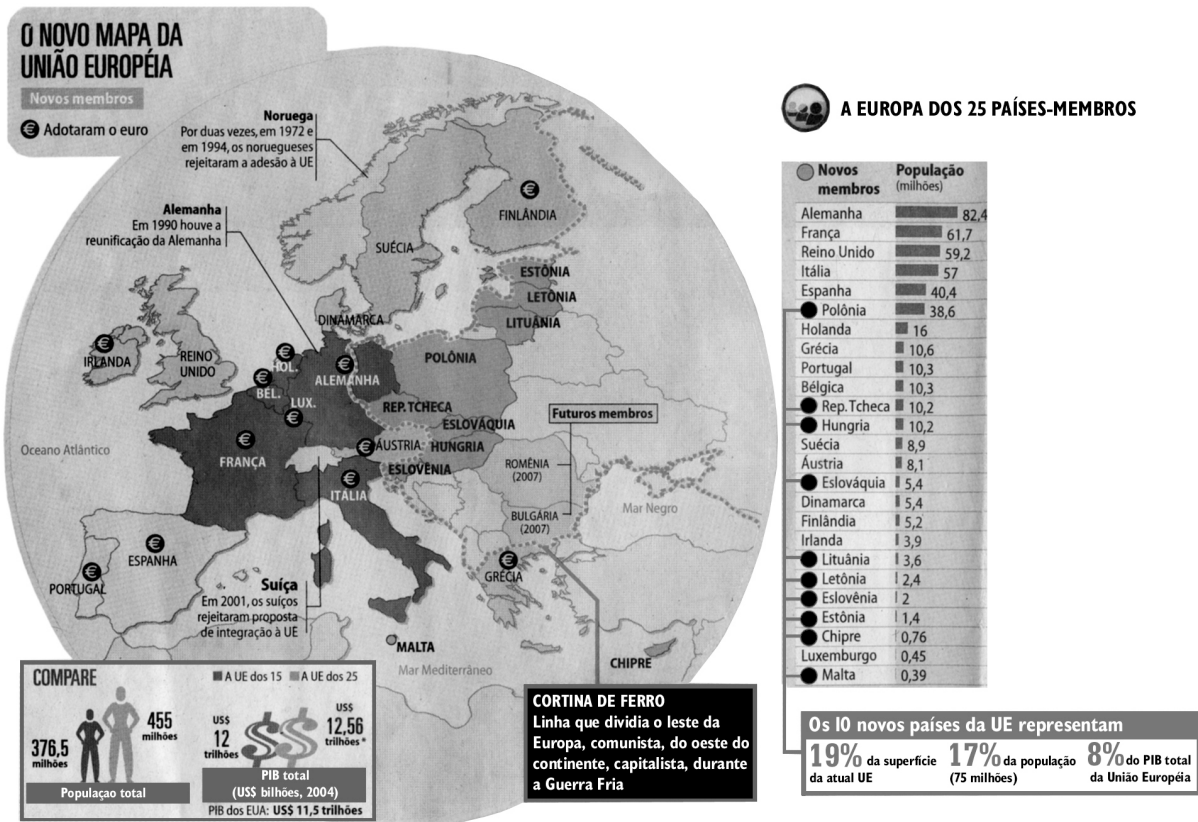 O NOVO MAPA DA
UNIÃO EUROPÉIA
Novos membros
€ Adotaram o euro
Noruega
Por duas vezes, em 1972 e
em 1994, os noruegueses
rejeitaram a adesão à UE
Alemanha
Em 1990 houve a
reunificação da Alemanha
€
FINLÂNDIA
SUÉCIA
ESTÔNIA
LETÔNIA
LITUÂNIA
DINAMARCA
€
IRLANDA
REINO
UNIDO
€
HOL.
€
BÉL.
€
ALEMANHA
POLÔNIA
LUX.
€
REP. TCHECA
ESLOVÁQUIA
Futuros membros
Oceano Atlântico
€
FRANÇA
€
ÁUSTRIA
HUNGRIA
ESLOVÊNIA
ROMÊNIA
(2007)
€
ITÁLIA
BULGÁRIA
(2007)
Mar Negro
€
ESPANHA
€
PORTUGAL
€
GRÉCIA
Suíça
Em 2001, os suíços
rejeitaram proposta
de integração à UE
MALTA
Mar Mediterrâneo
CHIPRE
COMPARE
A UE dos 15 A UE dos 25
376,5
milhões
455
milhões
Populaçao total
US$
12
trilhões
US$
12,56
trilhões *
PIB total
(US$ bilhões, 2004)
PIB dos EUA: US$ 11,5 trilhões
CORTINA DE FERRO
Linha que dividia o leste da
Europa, comunista, do oeste do
continente, capitalista, durante
a Guerra Fria
A EUROPA DOS 25 PAÍSES-MEMBROS
Novos
membros
População
(milhões)
Alemanha 82,4
França 61,7
Reino Unido 59,2
Itália 57
Espanha 40,4
Polônia 38,6
Holanda 16
Grécia 10,6
Portugal 10,3
Bélgica 10,3
Rep. Tcheca 10,2
Hungria 10,2
Suécia 8,9
Áustria 8,1
Eslováquia 5,4
Dinamarca 5,4
Finlândia 5,2
Irlanda 3,9
Lituânia 3,6
Letônia 2,4
Eslovênia 2
Estônia 1,4
Chipre 0,76
Luxemburgo 0,45
Malta 0,39
Os 10 novos países da UE representam
19% da superfície
da atual UE
17% da população
(75 milhões)
8% do PIB total
da União Européia